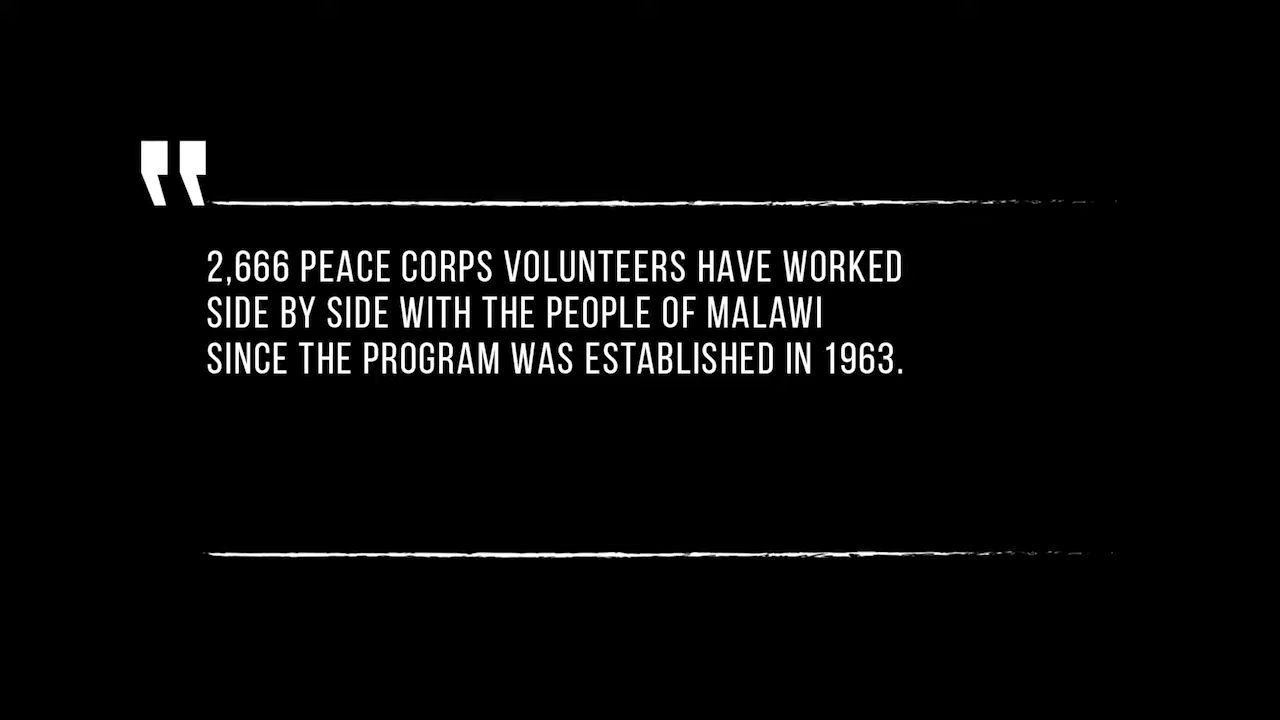 "
2,666 PEACE CORPS VOLUNTEERS HAVE WORKED
SIDE BY SIDE WITH THE PEOPLE OF MALAWI
SINCE THE PROGRAM WAS ESTABLISHED IN 1963.